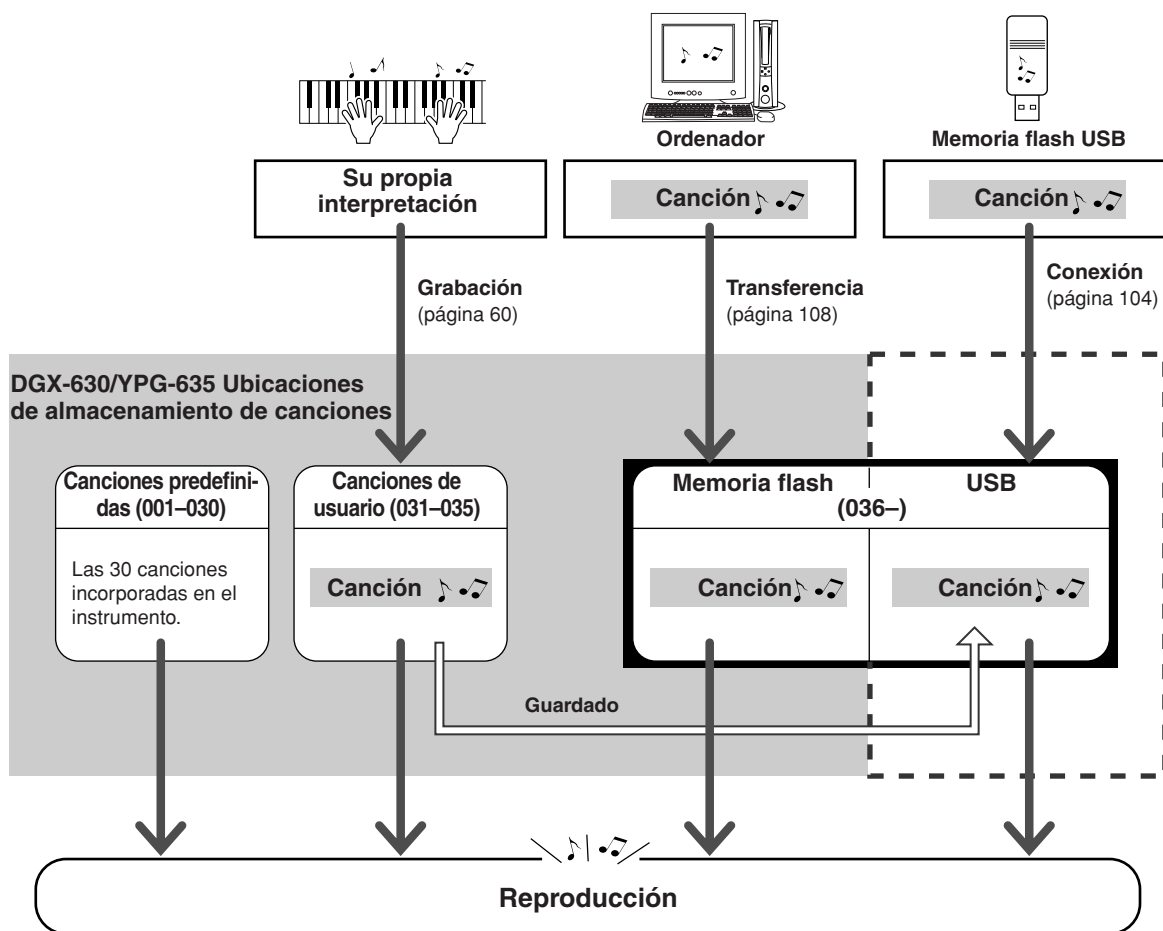 Ordenador
Memoria flash USB
Su propia
interpretación
Canción
Canción
Grabación
(página 60)
Transferencia
(página 108)
Conexión
(página 104)
DGX-630/YPG-635 Ubicaciones
de almacenamiento de canciones
Canciones predefini-
das (001–030)
Las 30 canciones
incorporadas en el
instrumento.
Canciones de
usuario (031–035)
Canción
Memoria flash
USB
(036–)
Canción
Canción
Guardado
Reproducción